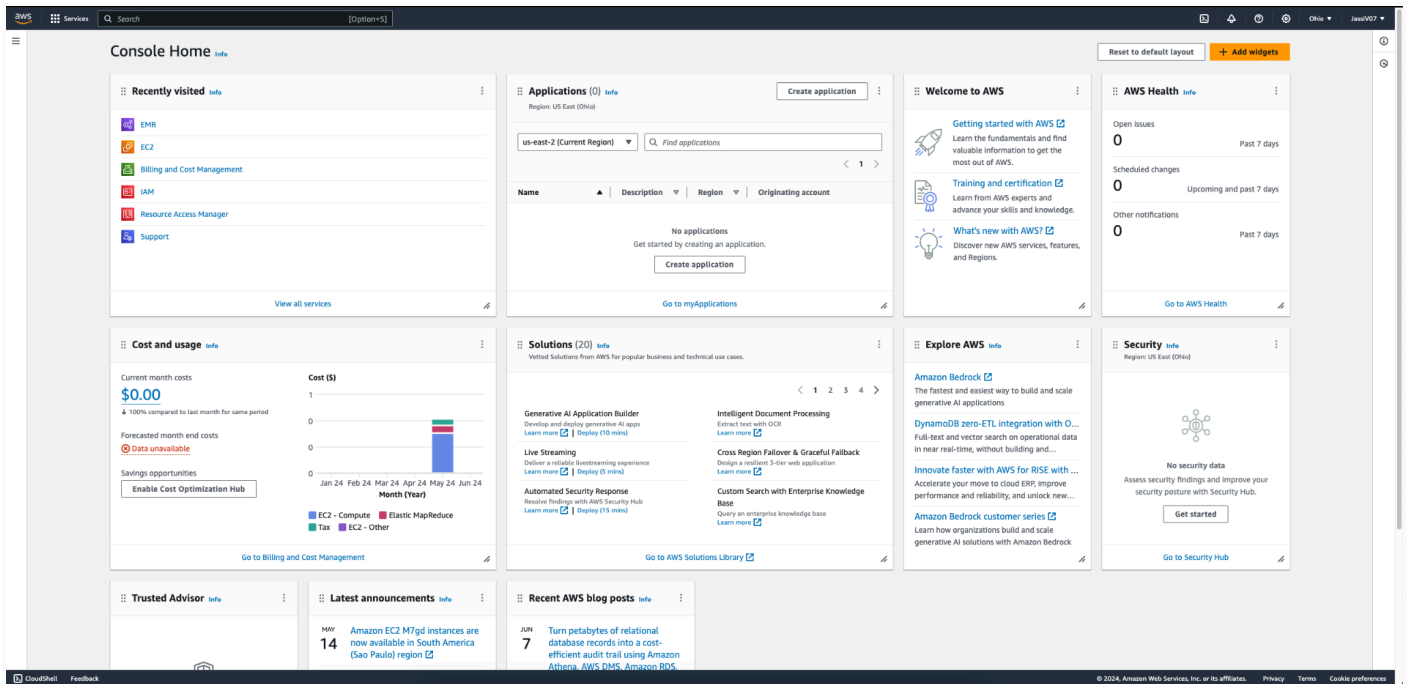 aws
Services
Search
[Option+S]
Ohio ▼
JassiV07 ▼
Console Home Info
Reset to default layout
+ Add widgets
Recently visited Info
EMR
EC2
Billing and Cost Management
IAM
Resource Access Manager
Support
View all services
Applications (0) Info
Region: US East (Ohio)
Create application
us-east-2 (Current Region) ▼
Find applications
< 1 >
Name
Description
Region
Originating account
No applications
Get started by creating an application.
Create application
Go to myApplications
Welcome to AWS
Getting started with AWS
Learn the fundamentals and find
valuable information to get the
most out of AWS.
Training and certification
Learn from AWS experts and
advance your skills and knowledge.
What's new with AWS?
Discover new AWS services, features,
and Regions.
AWS Health Info
Open issues
0
Past 7 days
Scheduled changes
0
Upcoming and past 7 days
Other notifications
0
Past 7 days
Go to AWS Health
Cost and usage Info
Current month costs
$0.00
↓ 100% compared to last month for same period
Forecasted month end costs
Data unavailable
Savings opportunities
Enable Cost Optimization Hub
Cost ($)
1
0
0
0
Jan 24 Feb 24 Mar 24 Apr 24 May 24 Jun 24
Month (Year)
EC2 - Compute Elastic MapReduce
Tax EC2 - Other
Go to Billing and Cost Management
Solutions (20) Info
Vetted Solutions from AWS for popular business and technical use cases.
< 1 2 3 4 >
Generative AI Application Builder
Develop and deploy generative AI apps
Learn more | Deploy (10 mins)
Intelligent Document Processing
Extract text with OCR
Learn more
Live Streaming
Deliver a reliable livestreaming experience
Learn more | Deploy (5 mins)
Cross Region Failover & Graceful Failback
Design a resilient 3-tier web application
Learn more
Automated Security Response
Resolve findings with AWS Security Hub
Learn more | Deploy (15 mins)
Custom Search with Enterprise Knowledge
Base
Query an enterprise knowledge base
Learn more
Go to AWS Solutions Library
Explore AWS Info
Amazon Bedrock
The fastest and easiest way to build and scale
generative AI applications
DynamoDB zero-ETL integration with O...
Full-text and vector search on operational data
in near real-time, without building and...
Innovate faster with AWS for RISE with ...
Accelerate your move to cloud ERP, improve
performance and reliability, and unlock new...
Amazon Bedrock customer series
Learn how organizations build and scale
generative AI solutions with Amazon Bedrock
Security Info
Region: US East (Ohio)
No security data
Assess security findings and improve your
security posture with Security Hub.
Get started
Go to Security Hub
Trusted Advisor Info
Latest announcements Info
MAY
14
Amazon EC2 M7gd instances are
now available in South America
(Sao Paulo) region
Recent AWS blog posts Info
JUN
7
Turn petabytes of relational
database records into a cost-
efficient audit trail using Amazon
Athena, AWS DMS, Amazon RDS,
CloudShell
Feedback
© 2024, Amazon Web Services, Inc. or its affiliates.
Privacy
Terms
Cookie preferences